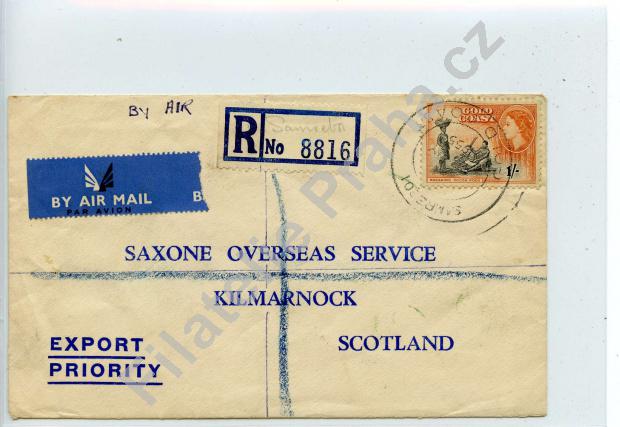 BY AIR
R No 8816
GOLD
COAST
1/-
BY AIR MAIL
PAR AVION
B
SAXONE OVERSEAS SERVICE
KILMARNOCK
SCOTLAND
EXPORT
PRIORITY
Filatelie Praha.cz